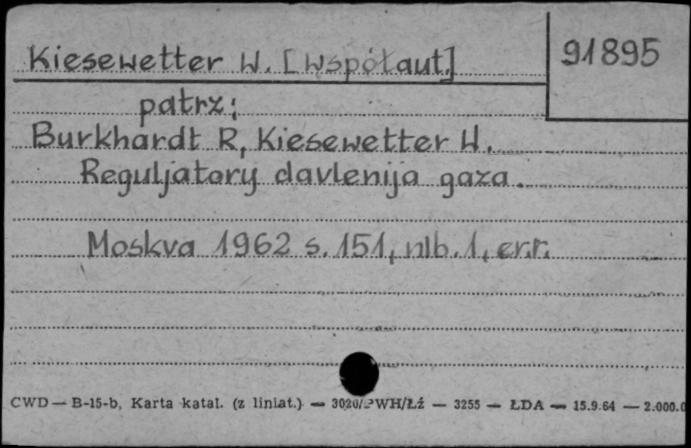 Kiesewetter W. [współaut.]
91895
patrz:
Burkhardt R, Kiesewetter W.
Reguljatory davlenija gaza.
Moskva 1962 s. 151, nlb. 1, err.
CWD — B-15-b, Karta katal. (z liniat.) — 3020/PWH/Łź — 3255 — ŁDA — 15.9.64 — 2.000.0